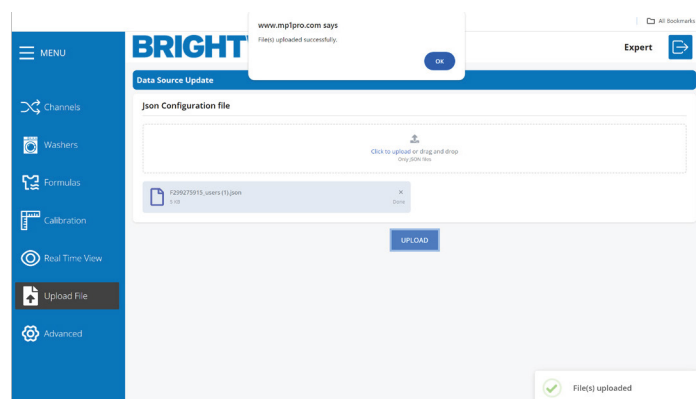 All Bookmarks
www.mp1pro.com says
File(s) uploaded successfully.
OK
MENU
BRIGHT
Expert
Data Source Update
Json Configuration file
Channels
Washers
Formulas
Calibration
Real Time View
Upload File
Advanced
Click to upload or drag and drop
Only JSON files
F299275915_users (1).json
5 KB
Done
UPLOAD
File(s) uploaded